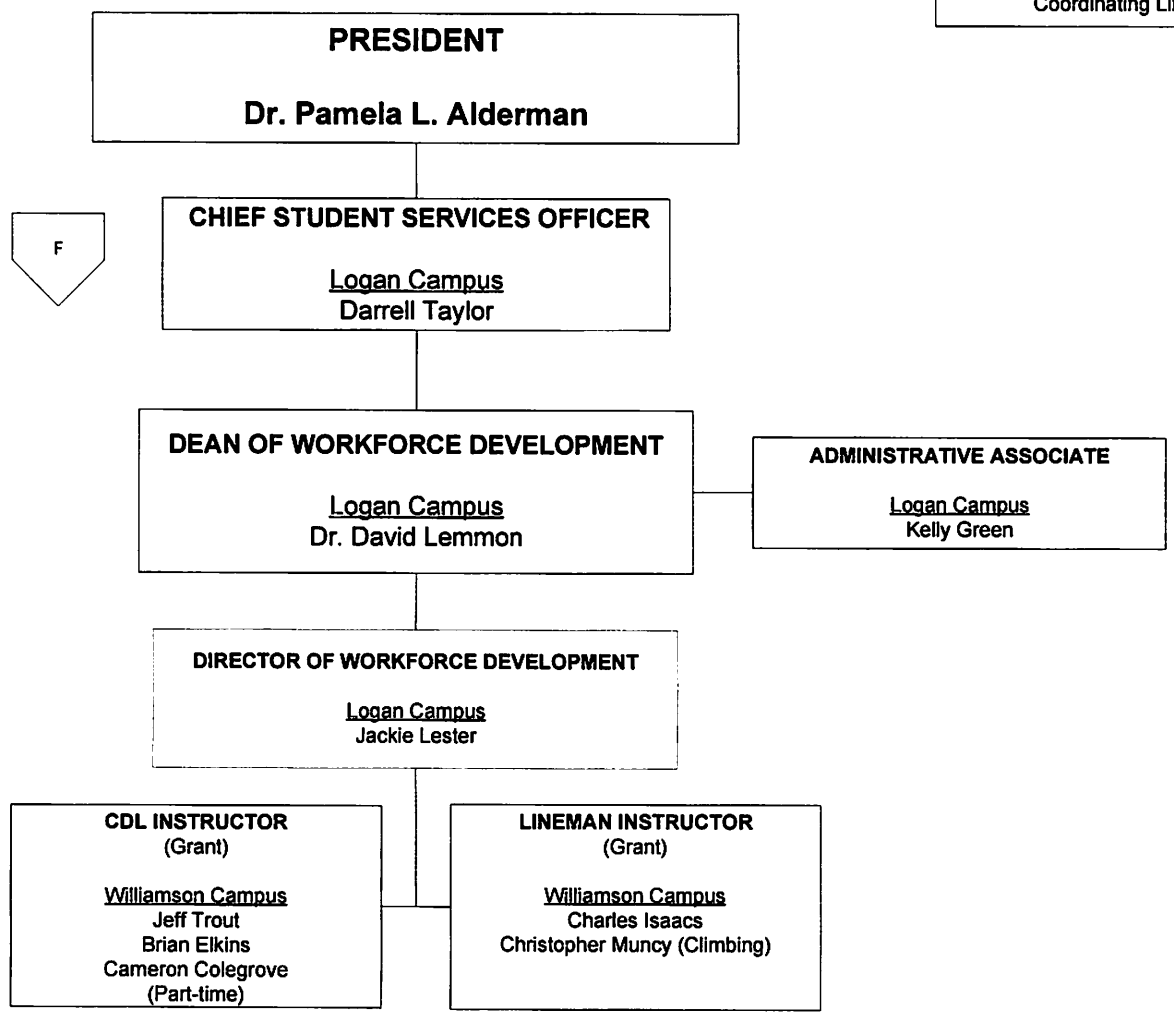 Coordinating
PRESIDENT
Dr. Pamela L. Alderman
F
CHIEF STUDENT SERVICES OFFICER
Logan Campus
Darrell Taylor
DEAN OF WORKFORCE DEVELOPMENT
Logan Campus
Dr. David Lemmon
ADMINISTRATIVE ASSOCIATE
Logan Campus
Kelly Green
DIRECTOR OF WORKFORCE DEVELOPMENT
Logan Campus
Jackie Lester
CDL INSTRUCTOR
(Grant)
Williamson Campus
Jeff Trout
Brian Elkins
Cameron Colegrove
(Part-time)
LINEMAN INSTRUCTOR
(Grant)
Williamson Campus
Charles Isaacs
Christopher Muncy (Climbing)